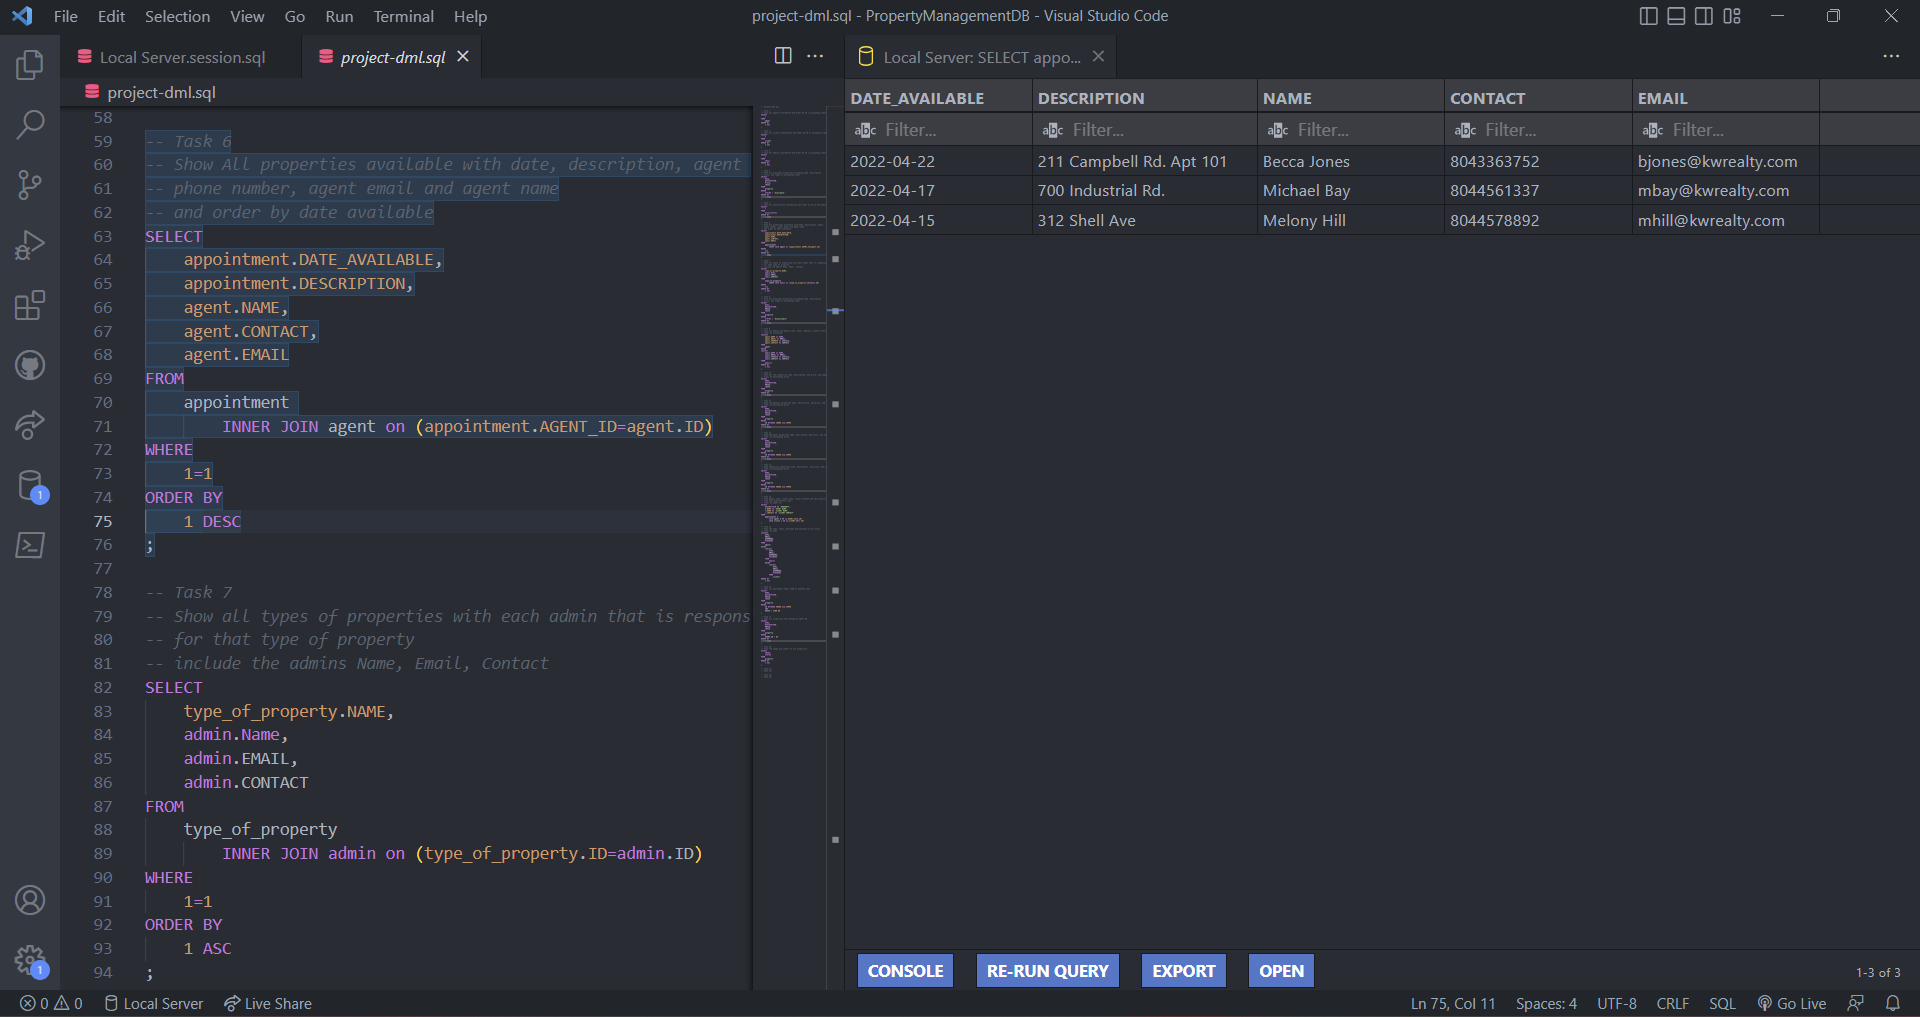 File Edit Selection View Go Run Terminal Help
project-dml.sql - PropertyManagementDB - Visual Studio Code
Local Server.session.sql
project-dml.sql
project-dml.sql
58
59 -- Task 6
60 -- Show All properties available with date, description, agent
61 -- phone number, agent email and agent name
62 -- and order by date available
63 SELECT
64 appointment.DATE_AVAILABLE,
65 appointment.DESCRIPTION,
66 agent.NAME,
67 agent.CONTACT,
68 agent.EMAIL
69 FROM
70 appointment
71 INNER JOIN agent on (appointment.AGENT_ID=agent.ID)
72 WHERE
73 1=1
74 ORDER BY
75 1 DESC
76 ;
77
78 -- Task 7
79 -- Show all types of properties with each admin that is respons
80 -- for that type of property
81 -- include the admins Name, Email, Contact
82 SELECT
83 type_of_property.NAME,
84 admin.Name,
85 admin.EMAIL,
86 admin.CONTACT
87 FROM
88 type_of_property
89 INNER JOIN admin on (type_of_property.ID=admin.ID)
90 WHERE
91 1=1
92 ORDER BY
93 1 ASC
94 ;
Local Server: SELECT appo...
DATE_AVAILABLE DESCRIPTION NAME CONTACT EMAIL
abc Filter... abc Filter... abc Filter... abc Filter... abc Filter...
2022-04-22 211 Campbell Rd. Apt 101 Becca Jones 8043363752 bjones@kwrealty.com
2022-04-17 700 Industrial Rd. Michael Bay 8044561337 mbay@kwrealty.com
2022-04-15 312 Shell Ave Melony Hill 8044578892 mhill@kwrealty.com
CONSOLE RE-RUN QUERY EXPORT OPEN
1-3 of 3
1
1
0 0 Local Server Live Share
Ln 75, Col 11 Spaces: 4 UTF-8 CRLF SQL Go Live